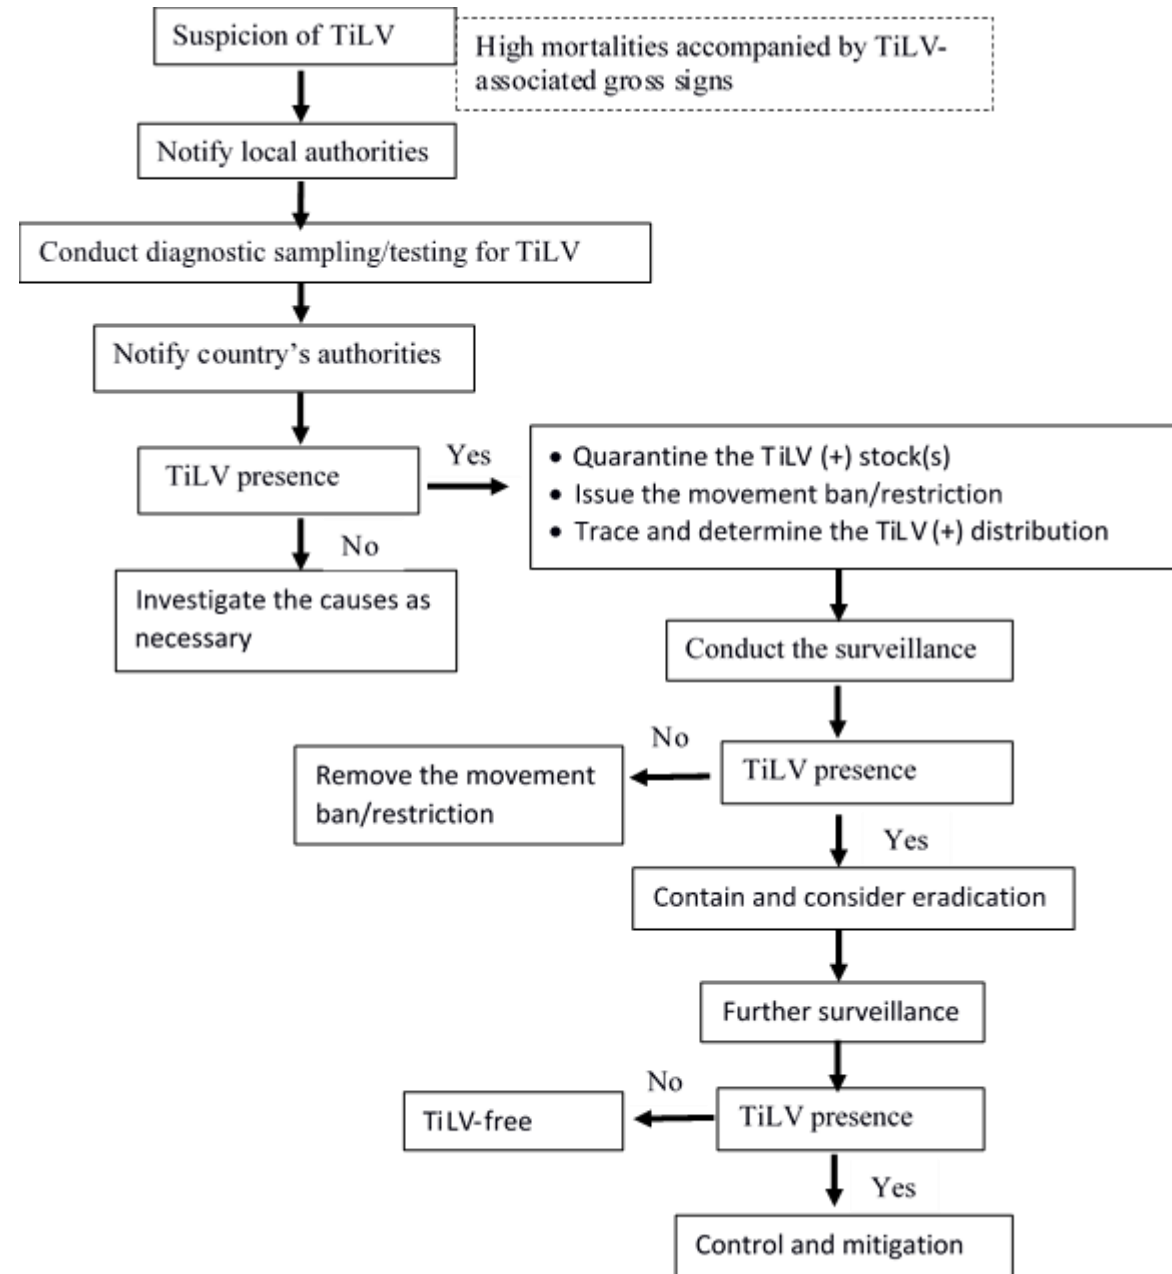 Suspicion of TiLV
High mortalities accompanied by TiLV-
associated gross signs
Notify local authorities
Conduct diagnostic sampling/testing for TiLV
Notify country’s authorities
TiLV presence
Yes
• Quarantine the TiLV (+) stock(s)
• Issue the movement ban/restriction
• Trace and determine the TiLV (+) distribution
No
Investigate the causes as
necessary
Conduct the surveillance
TiLV presence
No
Remove the movement
ban/restriction
Yes
Contain and consider eradication
Further surveillance
TiLV presence
No
TiLV-free
Yes
Control and mitigation